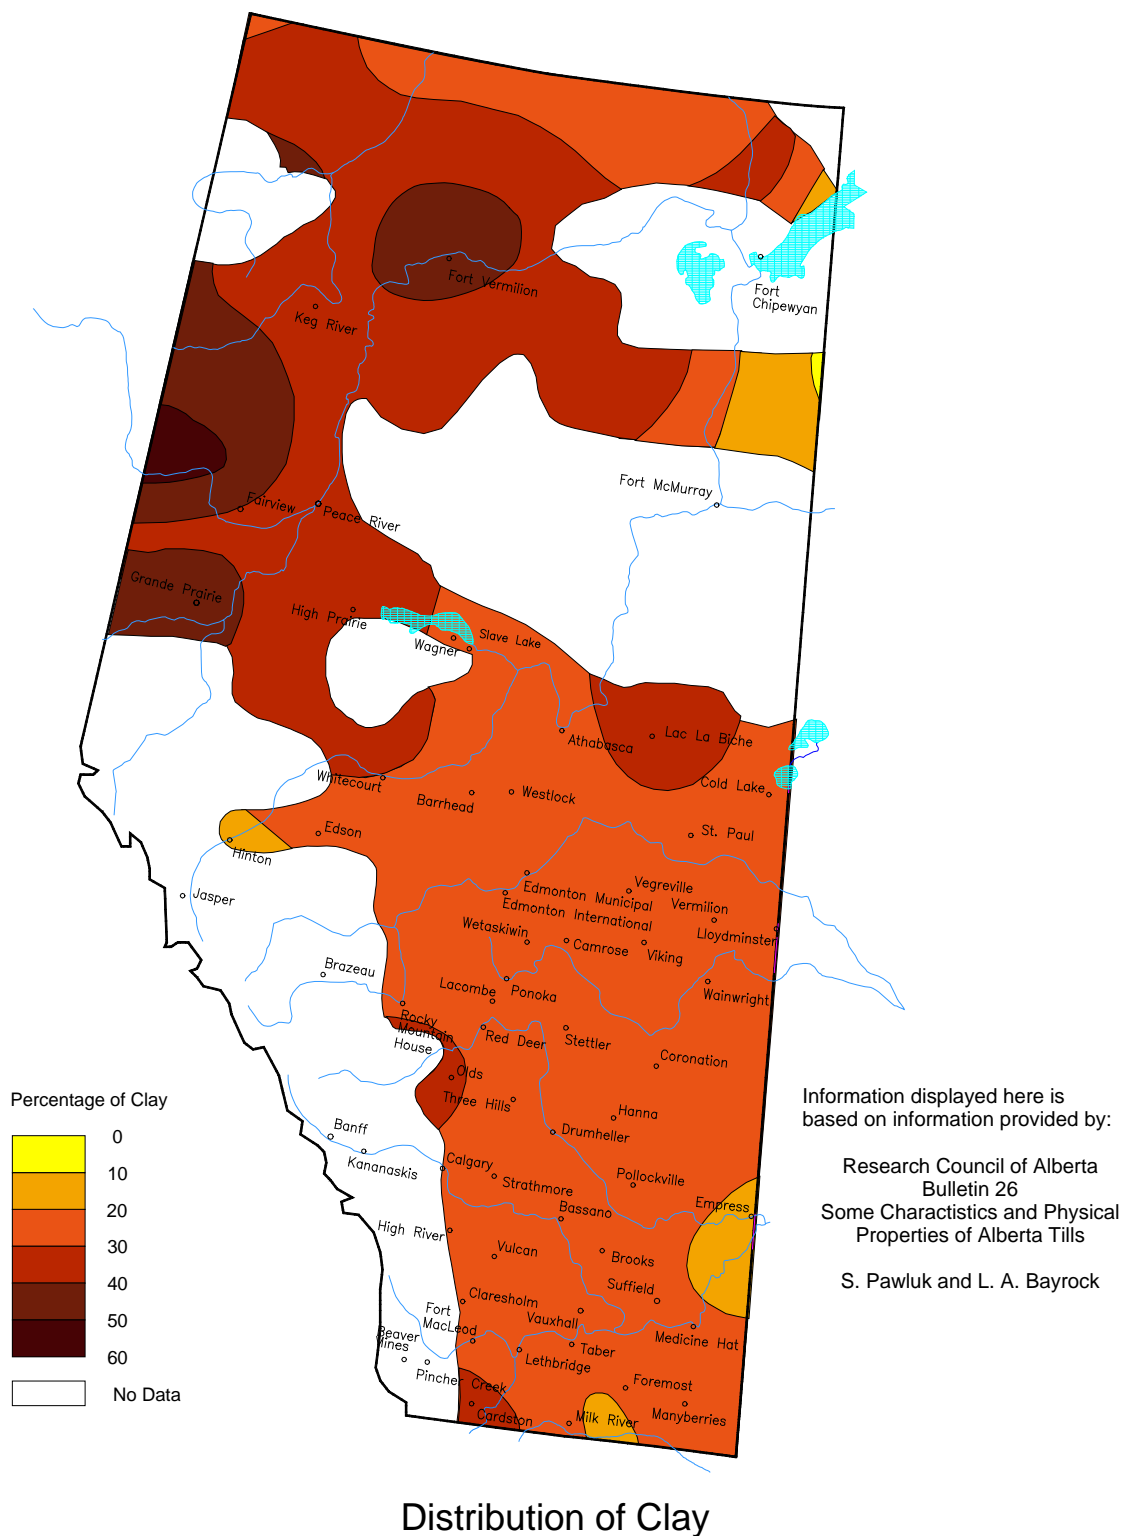 Fort Vermilion
Fort
Chipewyan
Keg River
Fort McMurray
Fairview
Peace River
Grande Prairie
High Prairie
Slave Lake
Wagner
Athabasca
Lac La Biche
Whitecourt
Cold Lake
Barrhead
Westlock
Edson
St. Paul
Hinton
Jasper
Vegreville
Edmonton Municipal
Vermilion
Edmonton International
Wetaskiwin
Lloydminster
Camrose
Viking
Brazeau
Lacombe
Ponoka
Wainwright
Rocky
Mountain
House
Red Deer
Stettler
Coronation
Olds
Three Hills
Hanna
Banff
Drumheller
Kananaskis
Calgary
Strathmore
Pollockville
Empress
Bassano
High River
Vulcan
Brooks
Suffield
Claresholm
Fort
MacLeod
Vauxhall
Beaver
Mines
Medicine Hat
Taber
Lethbridge
Pincher Creek
Foremost
Cardston
Milk River
Manyberries
Percentage of Clay
0
10
20
30
40
50
60
No Data
Information displayed here is
based on information provided by:
Research Council of Alberta
Bulletin 26
Some Charactistics and Physical
Properties of Alberta Tills
S. Pawluk and L. A. Bayrock
Distribution of Clay